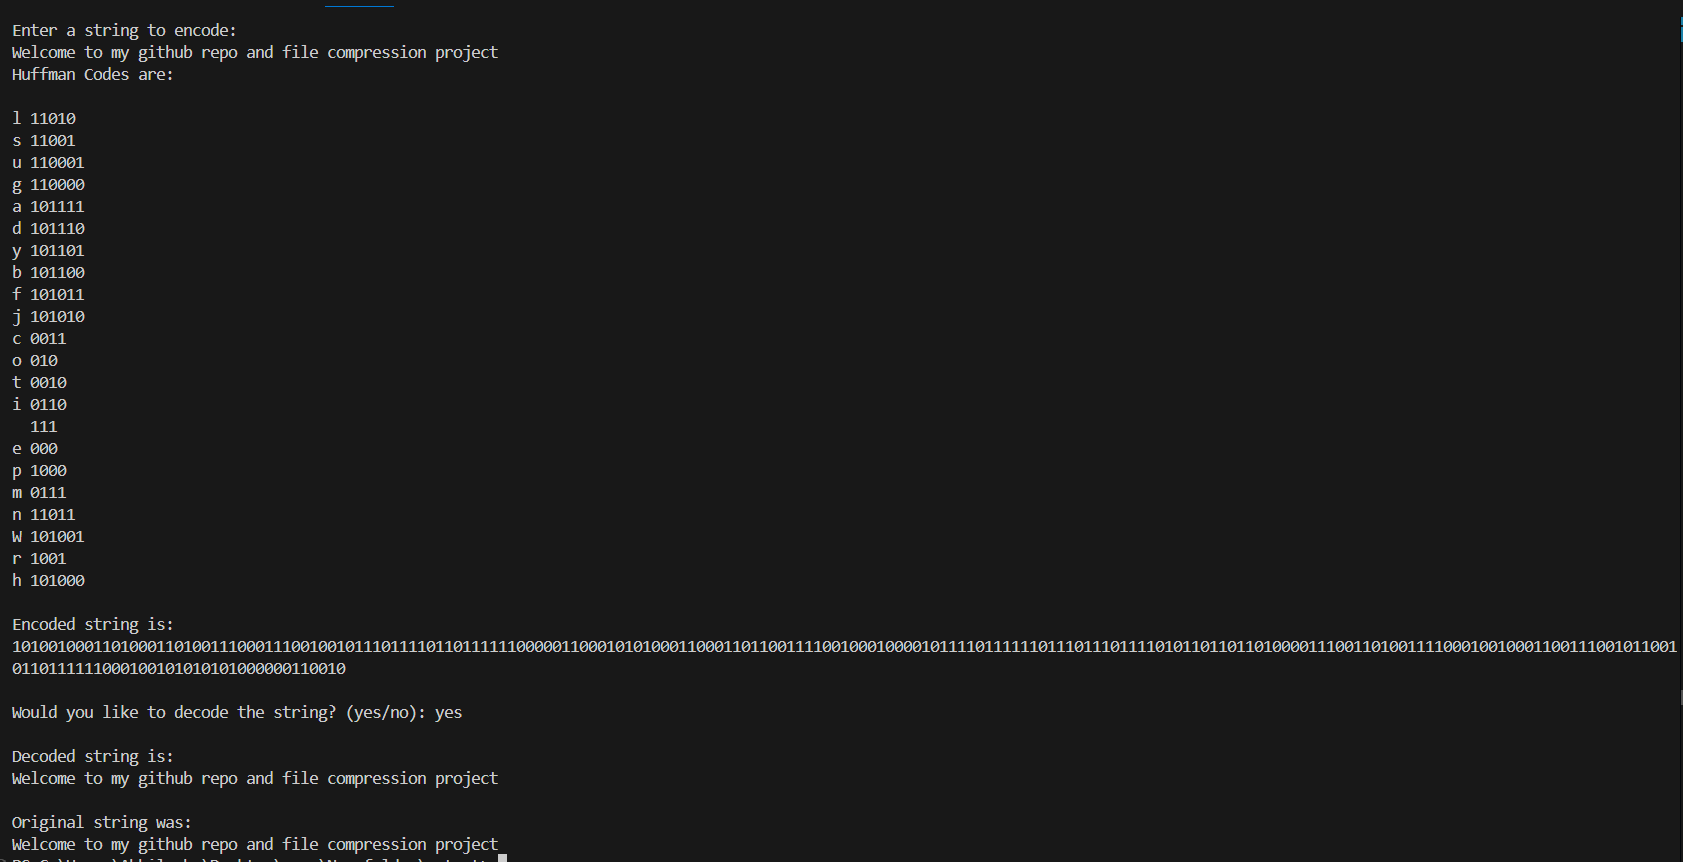 Enter a string to encode:
Welcome to my github repo and file compression project
Huffman Codes are:
l 11010
s 11001
u 110001
g 110000
a 101111
d 101110
y 101101
b 101100
f 101011
j 101010
c 0011
o 010
t 0010
i 0110
111
e 000
p 1000
m 0111
n 11011
W 101001
r 1001
h 101000
Encoded string is:
10100100011010001101001110001110010010111011110110111111000001100010101000110001101100111100100010000101111011111101110111011110101101101101000011100110100111100010010001100111001011001
0110111111000100101010101000000110010
Would you like to decode the string? (yes/no): yes
Decoded string is:
Welcome to my github repo and file compression project
Original string was:
Welcome to my github repo and file compression project